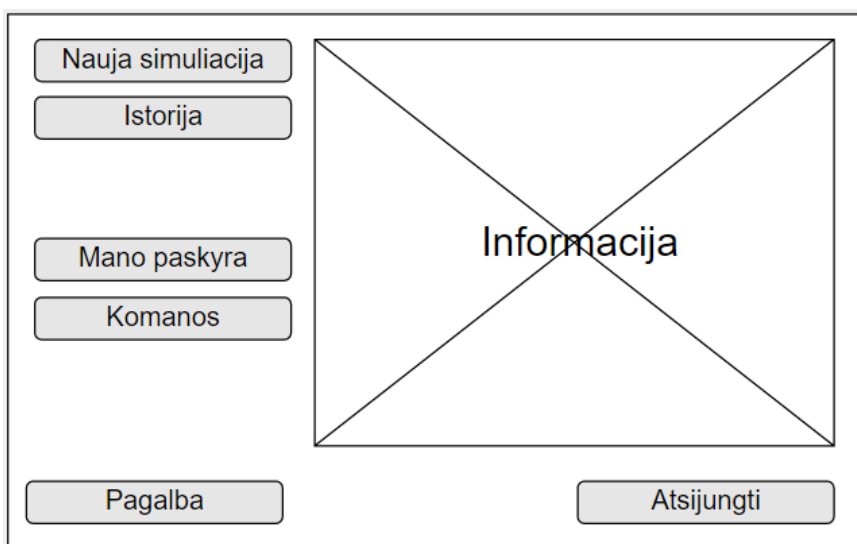 Nauja simuliacija
Istorija
Mano paskyra
Komanos
Informacija
Pagalba
Atsijungti